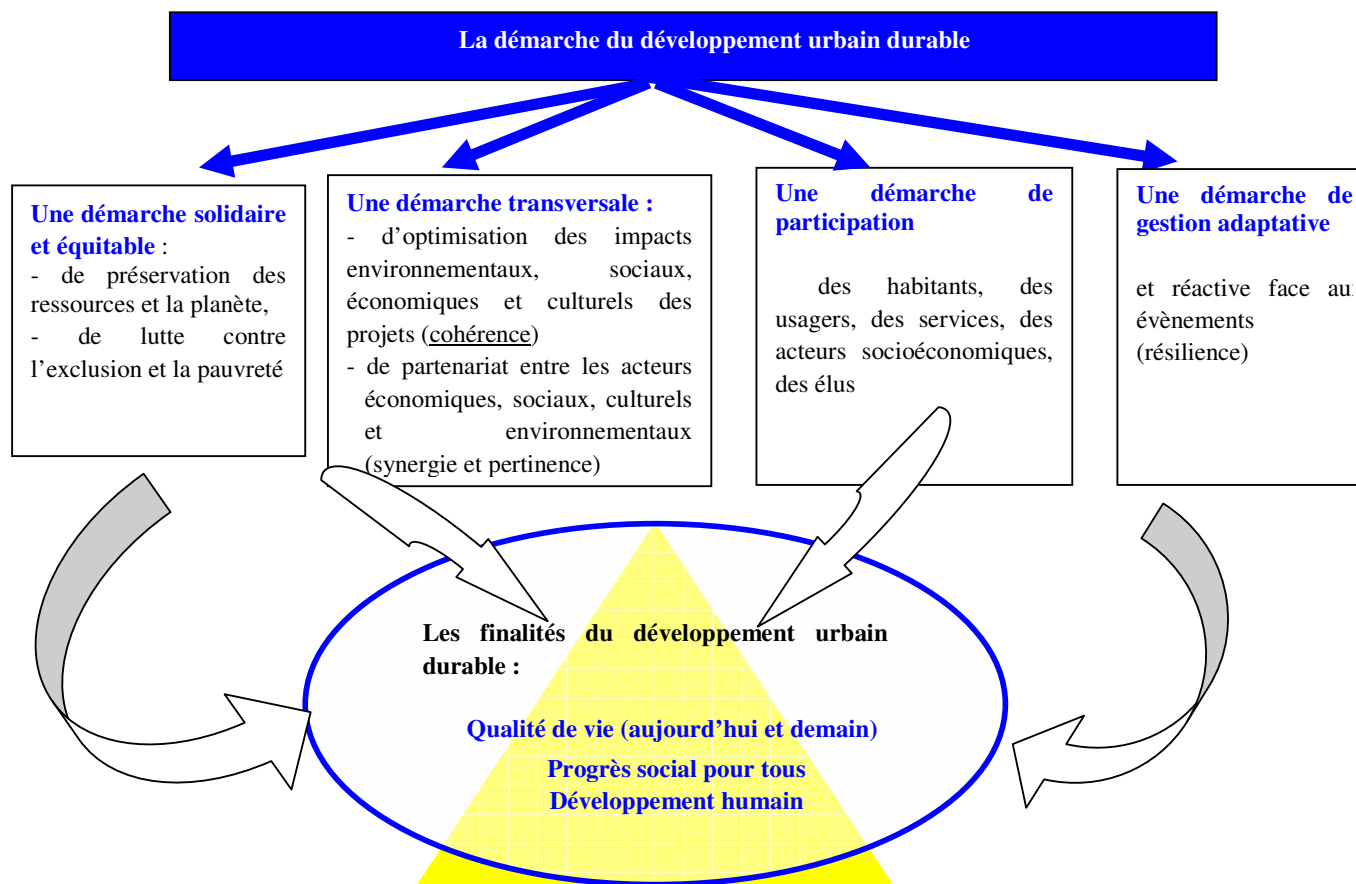 La démarche du développement urbain durable
Une démarche solidaire
et équitable :
- de préservation des
ressources et la planète,
- de lutte contre
l'exclusion et la pauvreté
Une démarche transversale :
- d'optimisation des impacts
environnementaux, sociaux,
économiques et culturels des
projets (cohérence)
- de partenariat entre les acteurs
économiques, sociaux, culturels
et environnementaux
(synergie et pertinence)
Une démarche de
participation
des habitants, des
usagers, des services, des
acteurs socioéconomiques,
des élus
Une démarche de
gestion adaptative
et réactive face
évènements
(résilience)
Les finalités du développement urbain
durable :
Qualité de vie (aujourd'hui et demain)
Progrès social pour tous
Développement humain